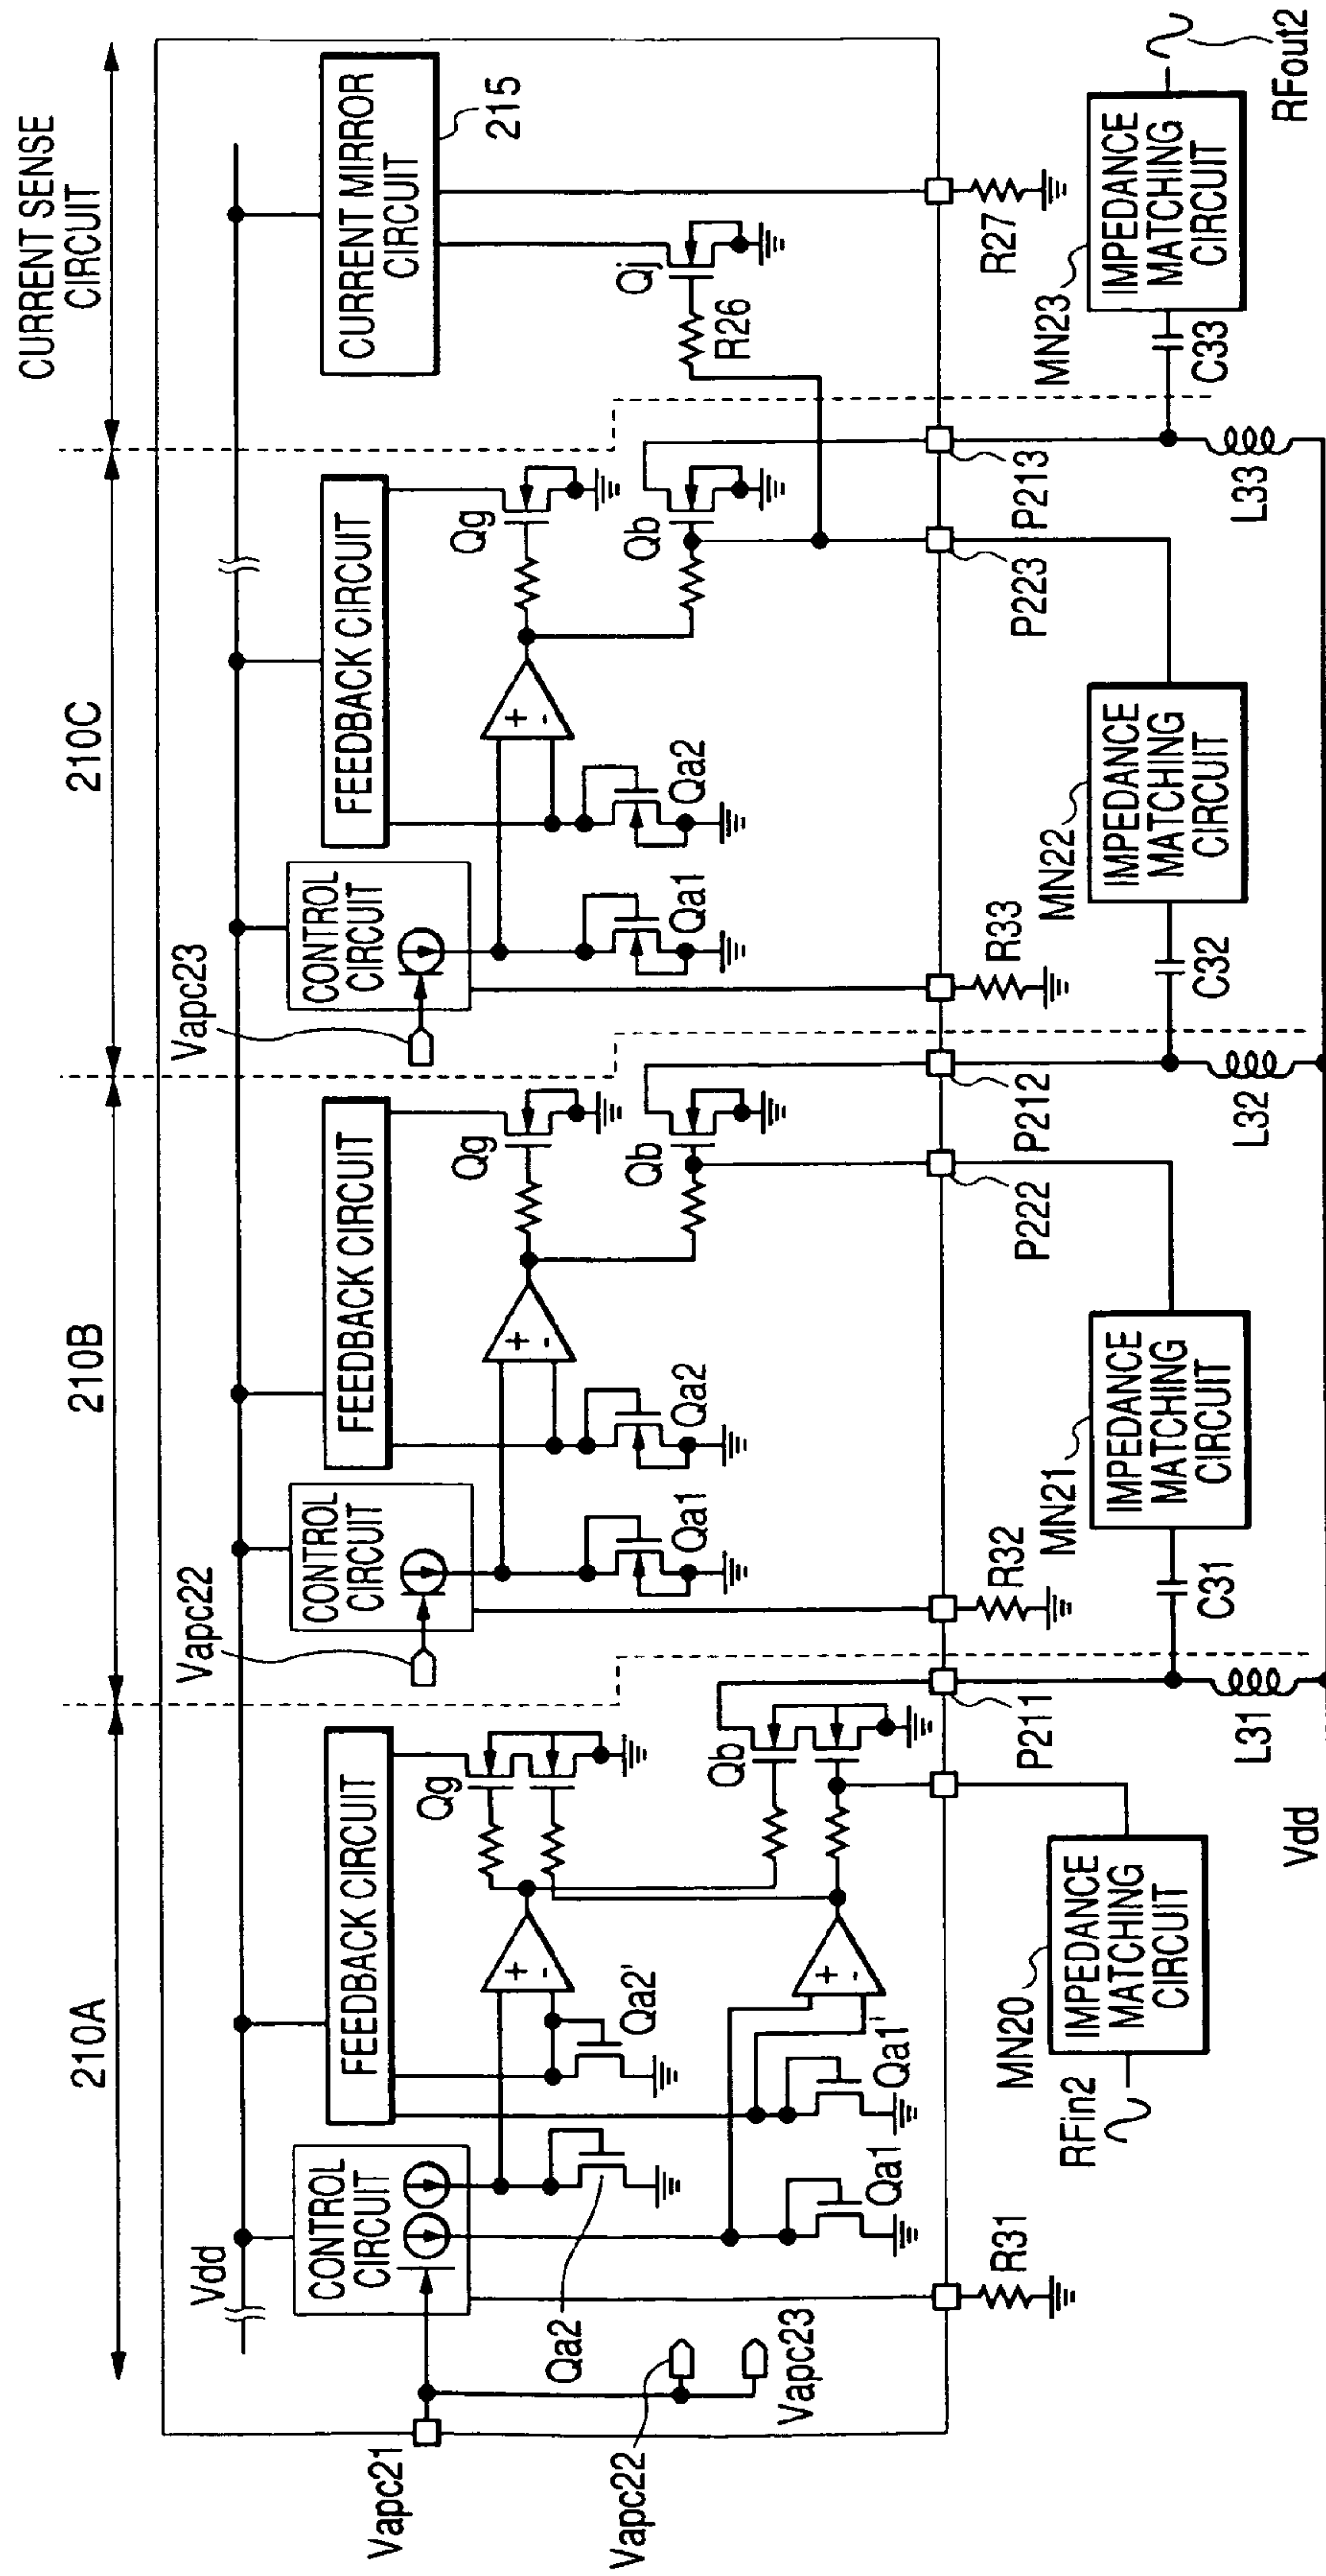 210A
210B
210C
CURRENT SENSE
CIRCUIT
Vdd
Vapc21
Vapc22
Vapc23
CONTROL
CIRCUIT
FEEDBACK CIRCUIT
Qa2
Qa2'
Qa1
Qa1'
+
-
+
-
Qg
Qb
R31
RFin2
MN20
IMPEDANCE
MATCHING
CIRCUIT
P211
L31
Vdd
Vapc22
CONTROL
CIRCUIT
FEEDBACK CIRCUIT
Qa1
Qa2
+
-
Qg
Qb
R32
C31
MN21
IMPEDANCE
MATCHING
CIRCUIT
P222
P212
L32
Vapc23
CONTROL
CIRCUIT
FEEDBACK CIRCUIT
Qa1
Qa2
+
-
Qg
Qb
R33
C32
MN22
IMPEDANCE
MATCHING
CIRCUIT
P223
P213
L33
CURRENT MIRROR
CIRCUIT
215
Qj
R26
R27
C33
MN23
IMPEDANCE
MATCHING
CIRCUIT
RFout2